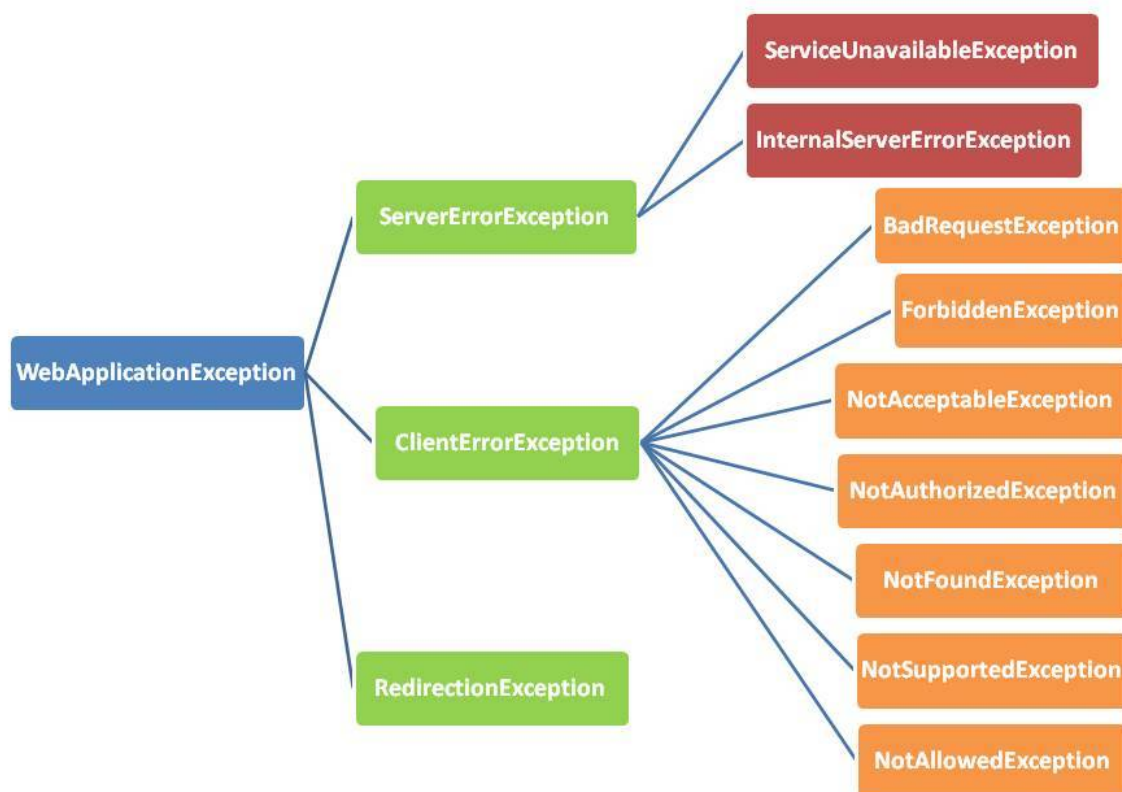 ServiceUnavailableException
InternalServerErrorException
ServerErrorException
BadRequestException
ForbiddenException
WebApplicationException
NotAcceptableException
ClientErrorException
NotAuthorizedException
NotFoundException
NotSupportedException
RedirectionException
NotAllowedException